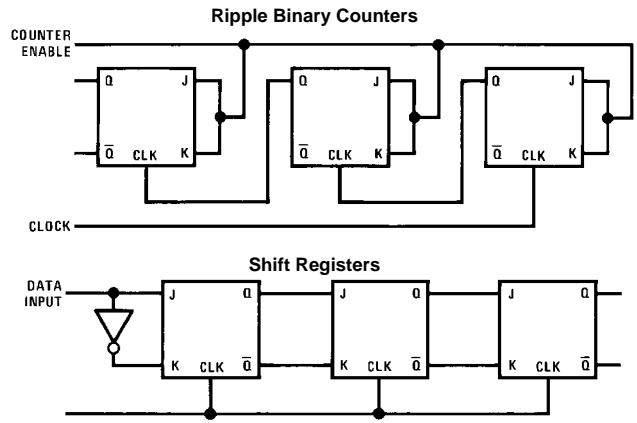 Ripple Binary Counters
COUNTER
ENABLE
Q J Q J Q J
Q̅ CLK K Q̅ CLK K Q̅ CLK K
CLOCK
Shift Registers
DATA
INPUT
J Q J Q J Q
K CLK Q̅ K CLK Q̅ K CLK Q̅